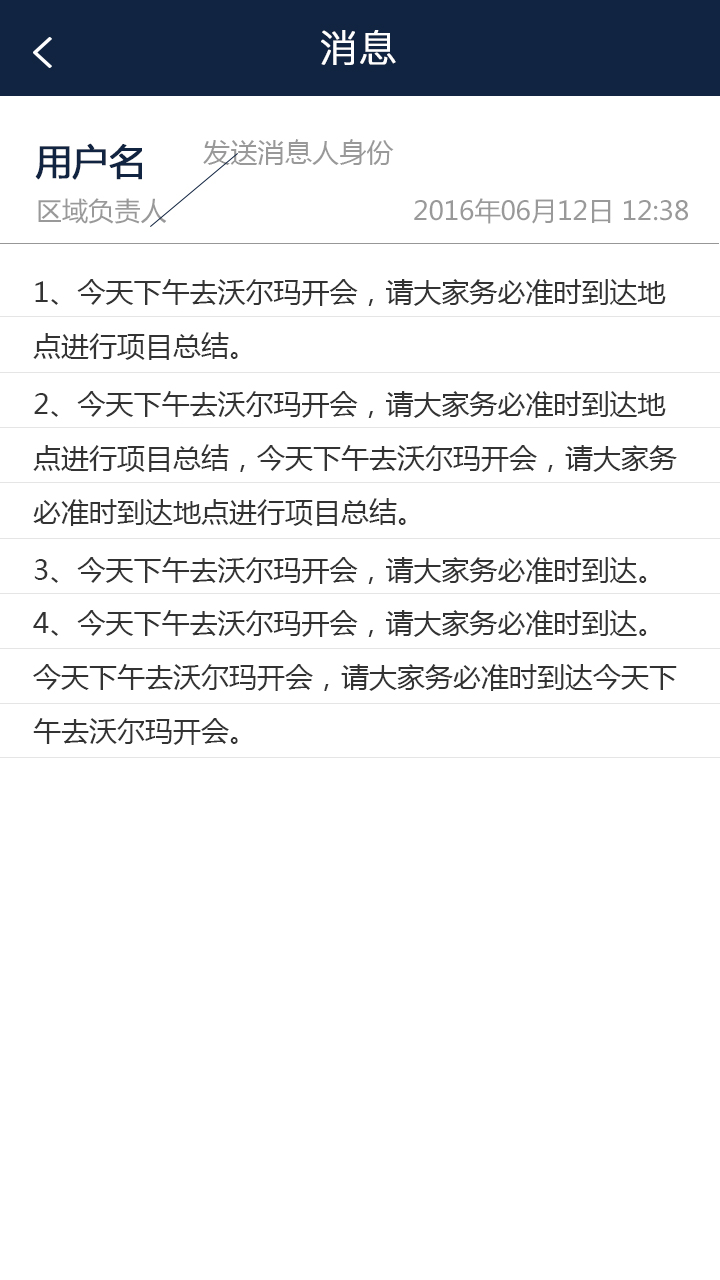 消息
用户名
发送消息人身份
区域负责人
2016年06月12日 12:38
1、今天下午去沃尔玛开会，请大家务必准时到达地
点进行项目总结。
2、今天下午去沃尔玛开会，请大家务必准时到达地
点进行项目总结，今天下午去沃尔玛开会，请大家务
必准时到达地点进行项目总结。
3、今天下午去沃尔玛开会，请大家务必准时到达。
4、今天下午去沃尔玛开会，请大家务必准时到达。
今天下午去沃尔玛开会，请大家务必准时到达今天下
午去沃尔玛开会。